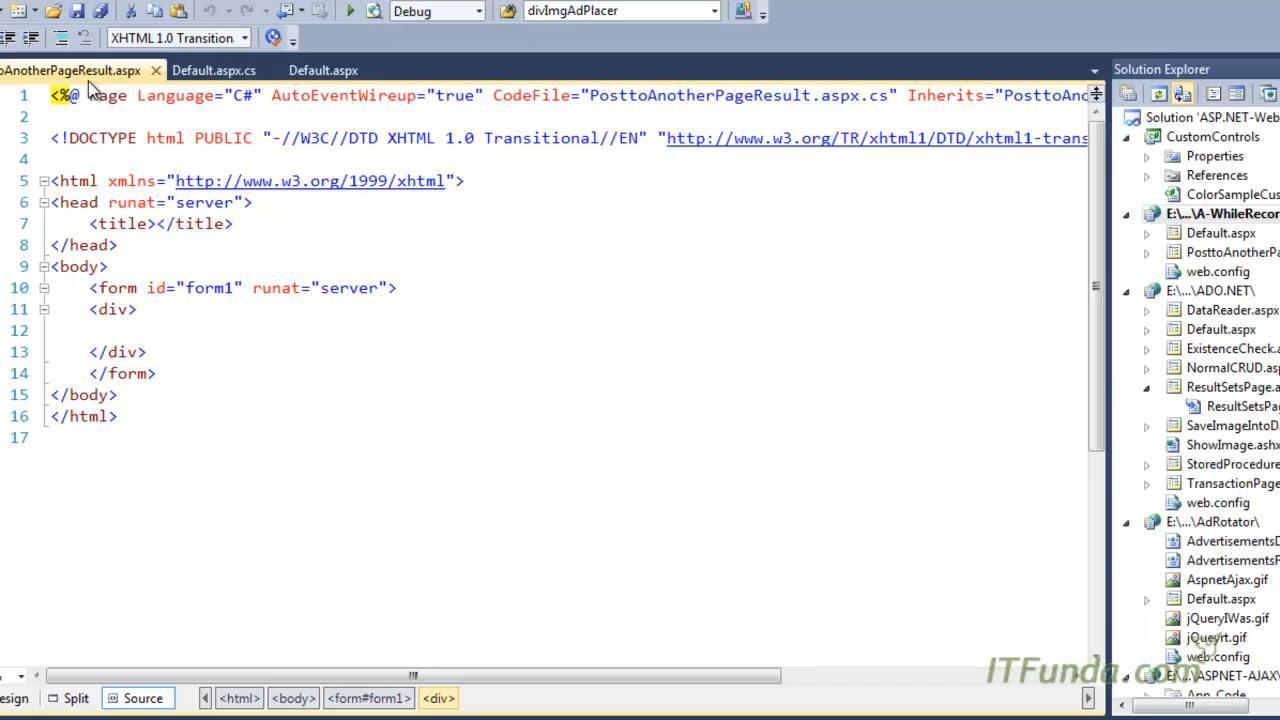 Debug
divImgAdPlacer
XHTML 1.0 Transition
oAnotherPageResult.aspx
Default.aspx.cs
Default.aspx
Solution Explorer
1 <%@ Page Language="C#" AutoEventWireup="true" CodeFile="PosttoAnotherPageResult.aspx.cs" Inherits="PosttoAno
2
3 <!DOCTYPE html PUBLIC "-//W3C//DTD XHTML 1.0 Transitional//EN" "http://www.w3.org/TR/xhtml1/DTD/xhtml1-trans
4
5 <html xmlns="http://www.w3.org/1999/xhtml">
6 <head runat="server">
7 <title></title>
8 </head>
9 <body>
10 <form id="form1" runat="server">
11 <div>
12
13 </div>
14 </form>
15 </body>
16 </html>
17
Solution 'ASP.NET-Web
CustomControls
Properties
References
ColorSampleCus
E:\...\A-WhileRecor
Default.aspx
PosttoAnotherPa
web.config
E:\...\ADO.NET\
DataReader.aspx
Default.aspx
ExistenceCheck.a
NormalCRUD.asp
ResultSetsPage.a
ResultSetsPag
SaveImageIntoDa
ShowImage.ashx
StoredProcedure
TransactionPage
web.config
E:\...\AdRotator\
AdvertisementsD
AdvertisementsF
AspnetAjax.gif
Default.aspx
jQueryIWas.gif
jQueryrt.gif
web.config
E:\...\ASPNET-AJAX\
App_Code
ITFunda.com
esign
Split
Source
<html>
<body>
<form#form1>
<div>